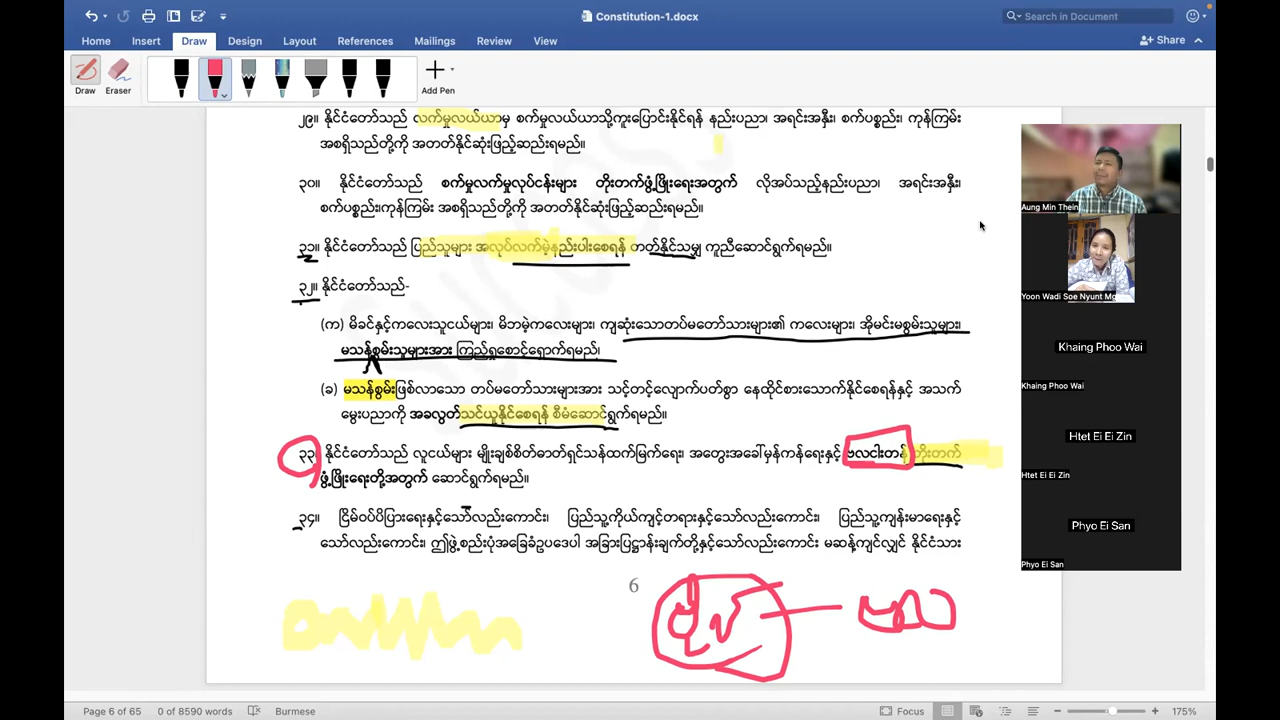 Constitution-1.docx
Search in Document
Home Insert Draw Design Layout References Mailings Review View
Share
Draw Eraser Add Pen
၂၉။ နိုင်ငံတော်သည် လက်မှုလယ်ယာမှ စက်မှုလယ်ယာသို့ကူးပြောင်းနိုင်ရန် နည်းပညာ၊ အရင်းအနှီး၊ စက်ပစ္စည်း၊ ကုန်ကြမ်း
အစရှိသည်တို့ကို အတတ်နိုင်ဆုံးဖြည့်ဆည်းရမည်။
၃၀။ နိုင်ငံတော်သည် စက်မှုလက်မှုလုပ်ငန်းများ တိုးတက်ဖွံ့ဖြိုးရေးအတွက် လိုအပ်သည့်နည်းပညာ၊ အရင်းအနှီး၊
စက်ပစ္စည်း၊ကုန်ကြမ်း အစရှိသည်တို့ကို အတတ်နိုင်ဆုံးဖြည့်ဆည်းရမည်။
၃၁။ နိုင်ငံတော်သည် ပြည်သူများ အလုပ်လက်မဲ့နည်းပါးစေရန် တတ်နိုင်သမျှ ကူညီဆောင်ရွက်ရမည်။
၃၂။ နိုင်ငံတော်သည်-
(က) မိခင်နှင့်ကလေးသူငယ်များ၊ မိဘမဲ့ကလေးများ၊ ကျဆုံးသောတပ်မတော်သားများ၏ ကလေးများ၊ အိုမင်းမစွမ်းသူများ၊
မသန်စွမ်းသူများအား ကြည့်ရှုစောင့်ရှောက်ရမည်၊
(ခ) မသန်စွမ်းဖြစ်လာသော တပ်မတော်သားများအား သင့်တင့်လျောက်ပတ်စွာ နေထိုင်စားသောက်နိုင်စေရန်နှင့် အသက်
မွေးပညာကို အခလွတ်သင်ယူနိုင်စေရန် စီမံဆောင်ရွက်ရမည်။
၃၃။ နိုင်ငံတော်သည် လူငယ်များ မျိုးချစ်စိတ်ဓာတ်ရှင်သန်ထက်မြက်ရေး၊ အတွေးအခေါ်မှန်ကန်ရေးနှင့် ဗလငါးတန် တိုးတက်
ဖွံ့ဖြိုးရေးတို့အတွက် ဆောင်ရွက်ရမည်။
၃၄။ ငြိမ်ဝပ်ပိပြားရေးနှင့်သော်လည်းကောင်း၊ ပြည်သူ့ကိုယ်ကျင့်တရားနှင့်သော်လည်းကောင်း၊ ပြည်သူ့ကျန်းမာရေးနှင့်
သော်လည်းကောင်း၊ ဤဖွဲ့စည်းပုံအခြေခံဥပဒေပါ အခြားပြဋ္ဌာန်းချက်တို့နှင့်သော်လည်းကောင်း မဆန့်ကျင်လျှင် နိုင်ငံသား
6
Aung Min Thein
Yoon Wadi Soe Nyunt Mg
Khaing Phoo Wai
Khaing Phoo Wai
Htet Ei Ei Zin
Htet Ei Ei Zin
Phyo Ei San
Phyo Ei San
Page 6 of 65 0 of 8590 words Burmese Focus 175%